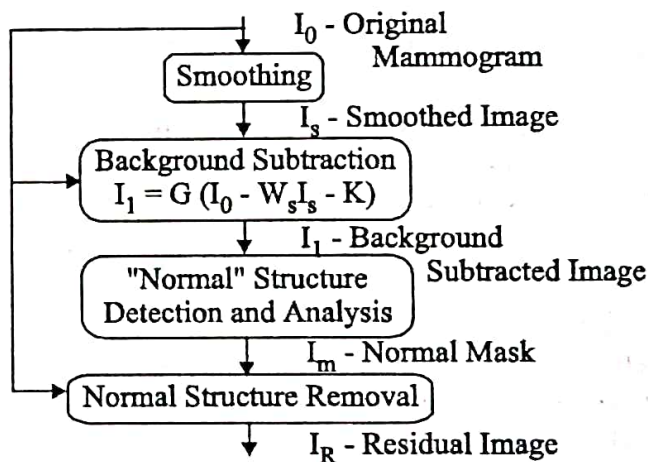 I₀ - Original
Mammogram
Smoothing
Iₛ - Smoothed Image
Background Subtraction
I₁ = G (I₀ - WₛIₛ - K)
I₁ - Background
Subtracted Image
"Normal" Structure
Detection and Analysis
Iₘ - Normal Mask
Normal Structure Removal
I_R - Residual Image